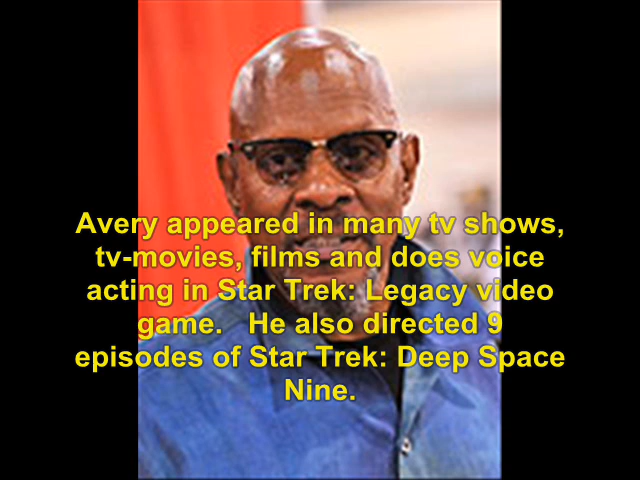 Avery appeared in many tv shows,
tv-movies, films and does voice
acting in Star Trek: Legacy video
game.   He also directed 9
episodes of Star Trek: Deep Space
Nine.